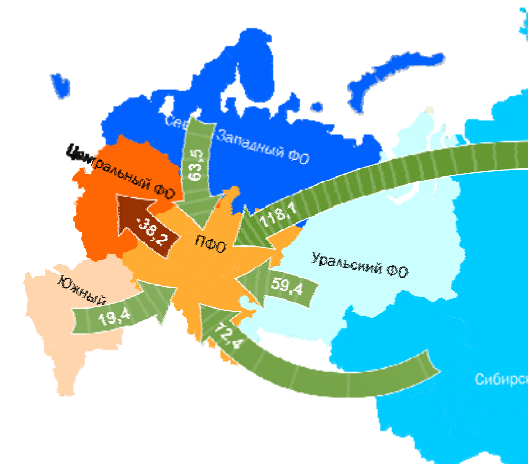 Северо
Западный ФО
63,5
Центральный ФО
118,1
-38,2
ПФО
Уральский ФО
59,4
Южный
19,4
72,4
Сибирс